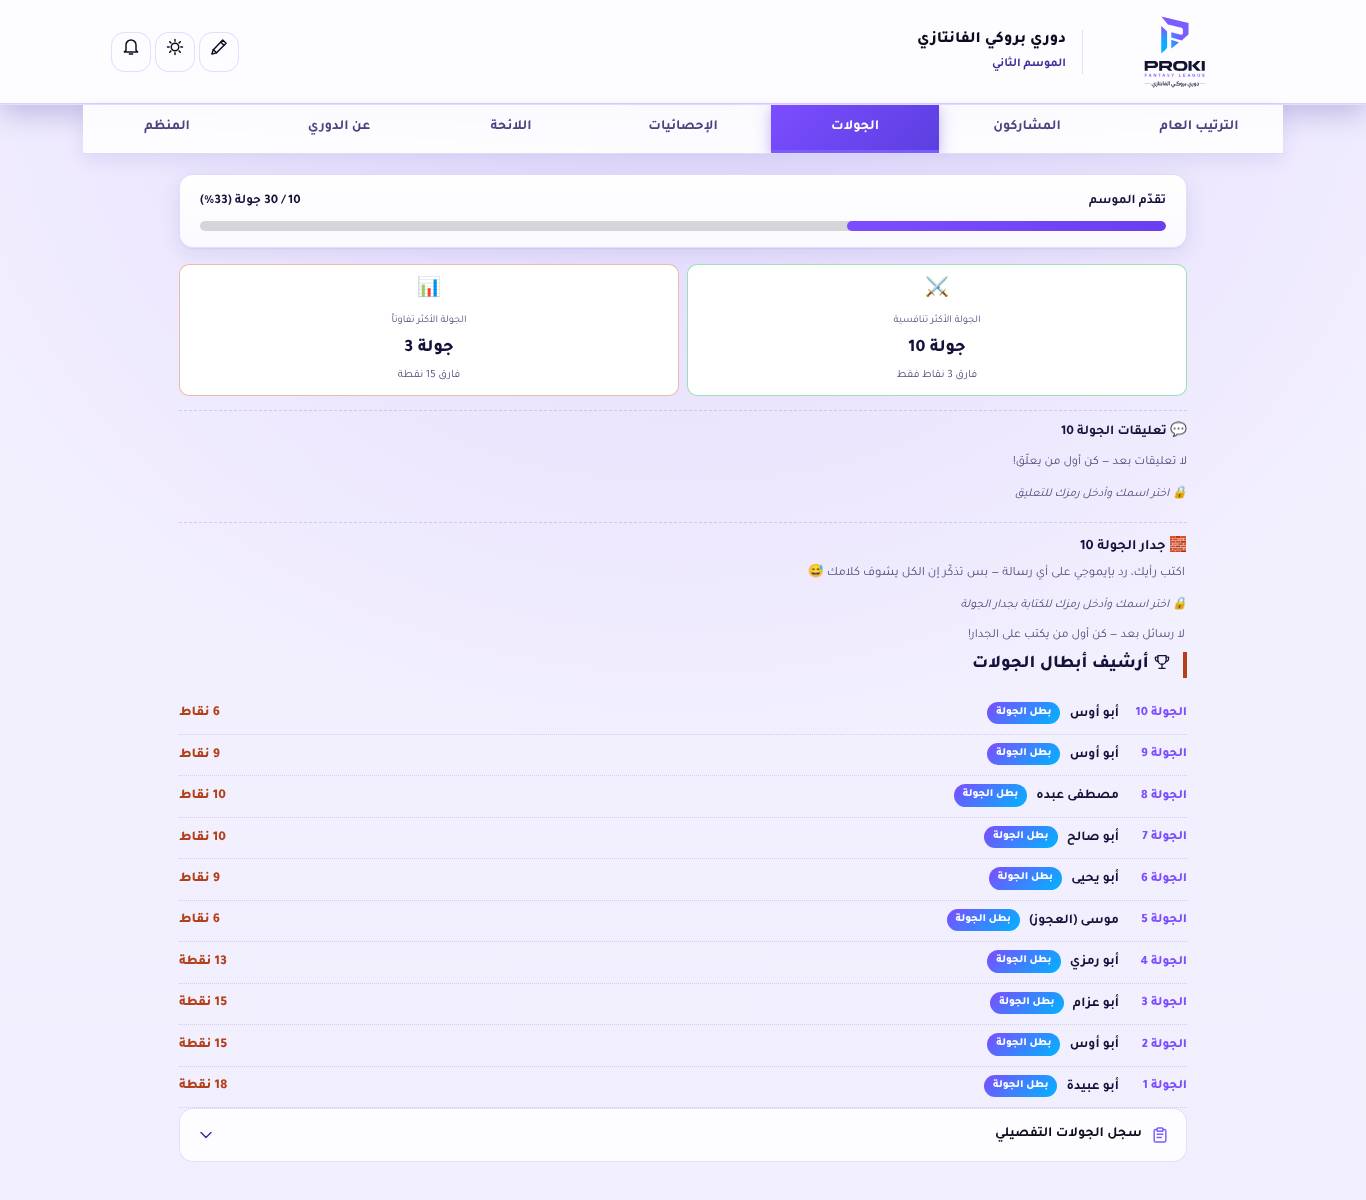 PROKI
FANTASY LEAGUE
دوري بروكي الفانتازي
دوري بروكي الفانتازي
الموسم الثاني
الترتيب العام
المشاركون
الجولات
الإحصائيات
اللائحة
عن الدوري
المنظم
تقدّم الموسم
10 / 30 جولة (33%)
⚔️
الجولة الأكثر تنافسية
جولة 10
فارق 3 نقاط فقط
📊
الجولة الأكثر تفاوتاً
جولة 3
فارق 15 نقطة
💬 تعليقات الجولة 10
لا تعليقات بعد – كن أول من يعلّق!
🔒 اختر اسمك وأدخل رمزك للتعليق
🧱 جدار الجولة 10
اكتب رأيك، رد بإيموجي على أي رسالة – بس تذكّر إن الكل يشوف كلامك 😅
🔒 اختر اسمك وأدخل رمزك للكتابة بجدار الجولة
لا رسائل بعد – كن أول من يكتب على الجدار!
أرشيف أبطال الجولات
الجولة 10 أبو أوس بطل الجولة 6 نقاط
الجولة 9 أبو أوس بطل الجولة 9 نقاط
الجولة 8 مصطفى عبده بطل الجولة 10 نقاط
الجولة 7 أبو صالح بطل الجولة 10 نقاط
الجولة 6 أبو يحيى بطل الجولة 9 نقاط
الجولة 5 موسى (العجوز) بطل الجولة 6 نقاط
الجولة 4 أبو رمزي بطل الجولة 13 نقطة
الجولة 3 أبو عزام بطل الجولة 15 نقطة
الجولة 2 أبو أوس بطل الجولة 15 نقطة
الجولة 1 أبو عبيدة بطل الجولة 18 نقطة
سجل الجولات التفصيلي